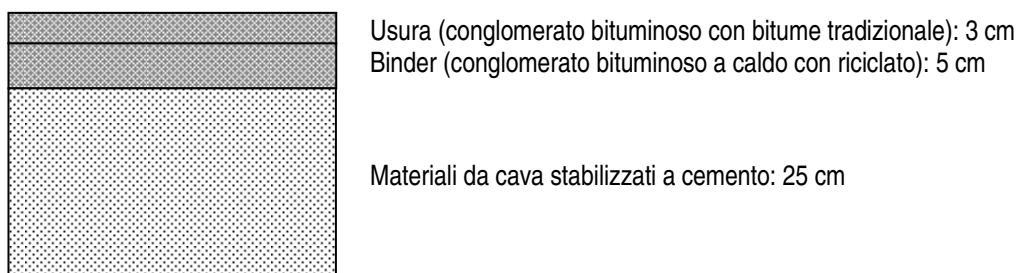 Usura (conglomerato bituminoso con bitume tradizionale): 3 cm
Binder (conglomerato bituminoso a caldo con riciclato): 5 cm
Materiali da cava stabilizzati a cemento: 25 cm